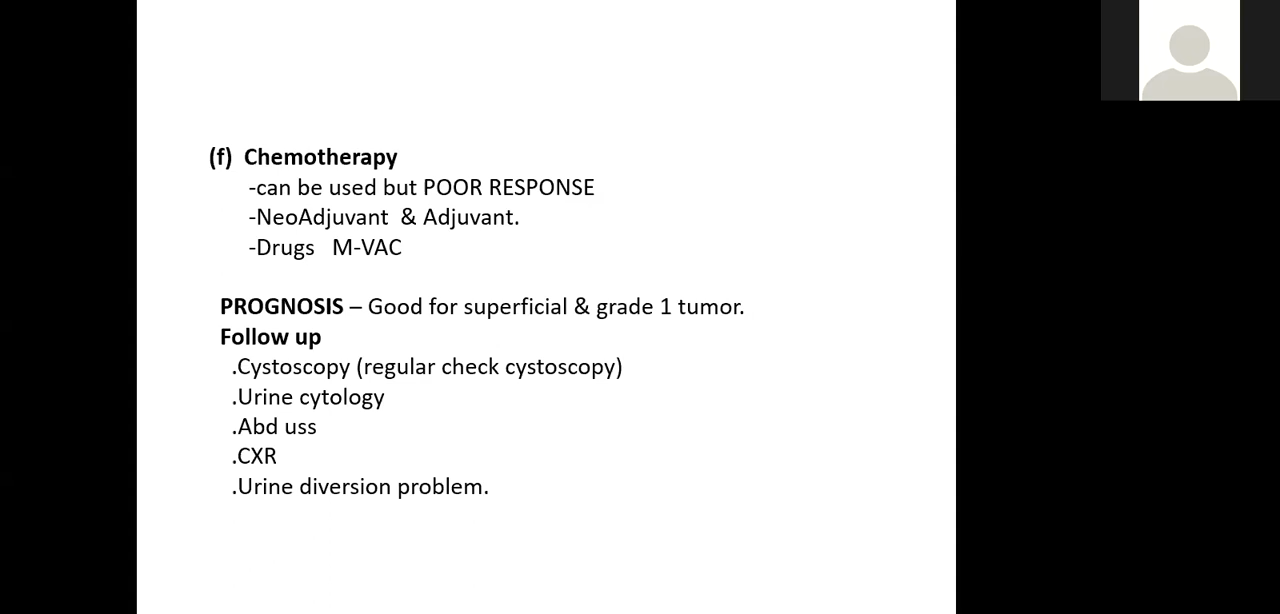 (f) Chemotherapy
-can be used but POOR RESPONSE
-NeoAdjuvant & Adjuvant.
-Drugs M-VAC
PROGNOSIS – Good for superficial & grade 1 tumor.
Follow up
.Cystoscopy (regular check cystoscopy)
.Urine cytology
.Abd uss
.CXR
.Urine diversion problem.